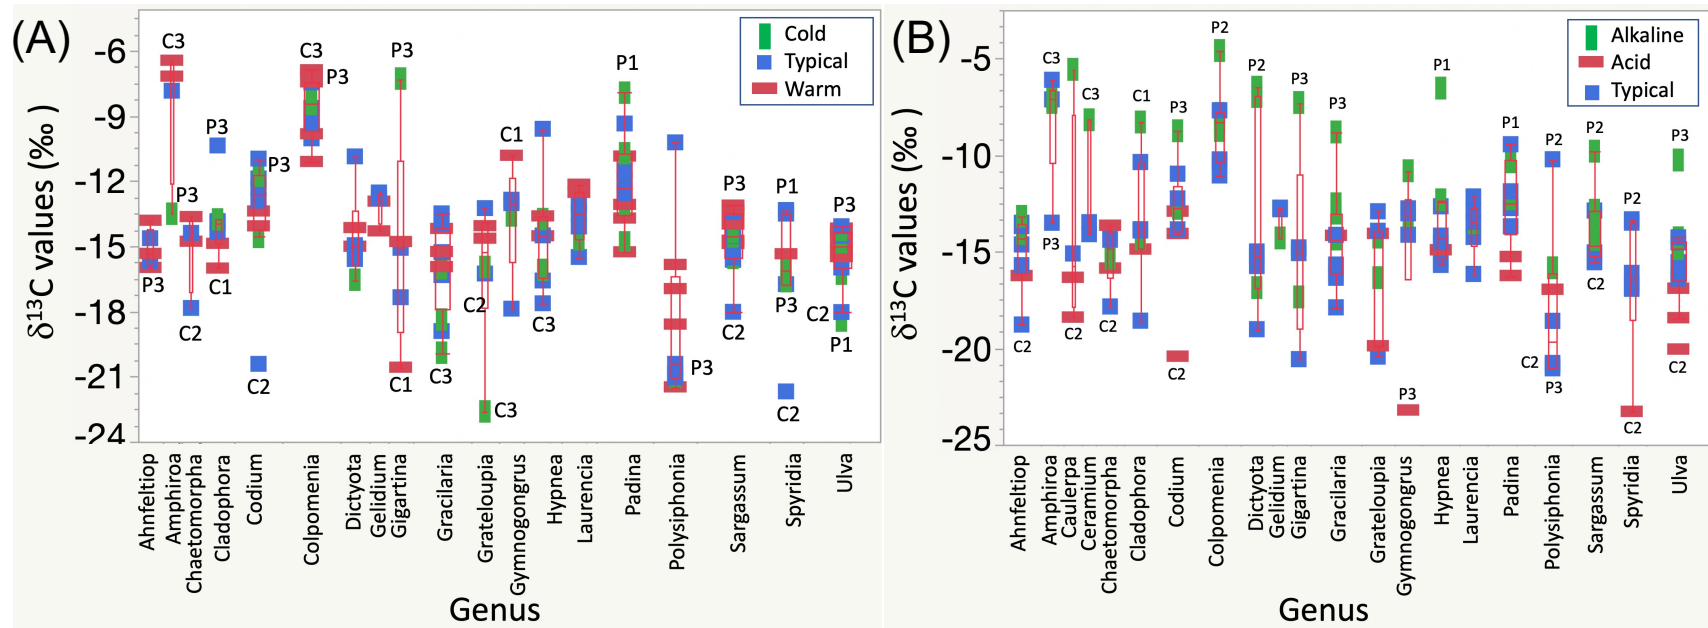 (A)
Cold
Typical
Warm
-6
-9
-12
-15
-18
-21
-24
δ¹³C values (‰)
C3
P3
P3
C2
C1
P3
P3
C2
C3
P3
P3
C1
C3
C2
C3
C1
C3
P1
P3
P3
C2
P1
P3
C2
P3
C2
P1
Ahnfeltiop
Amphiroa
Chaetomorpha
Cladophora
Codium
Colpomenia
Dictyota
Gelidium
Gigartina
Gracilaria
Grateloupia
Gymnogongrus
Hypnea
Laurencia
Padina
Polysiphonia
Sargassum
Spyridia
Ulva
Genus
(B)
Alkaline
Acid
Typical
-5
-10
-15
-20
-25
δ¹³C values (‰)
C2
C3
P3
C2
C3
C2
C1
P3
C2
P2
P2
P3
P3
P3
P1
P1
P2
C2
P3
P2
C2
P2
C2
P3
C2
Ahnfeltiop
Amphiroa
Caulerpa
Ceramium
Chaetomorpha
Cladophora
Codium
Colpomenia
Dictyota
Gelidium
Gigartina
Gracilaria
Grateloupia
Gymnogongrus
Hypnea
Laurencia
Padina
Polysiphonia
Sargassum
Spyridia
Ulva
Genus